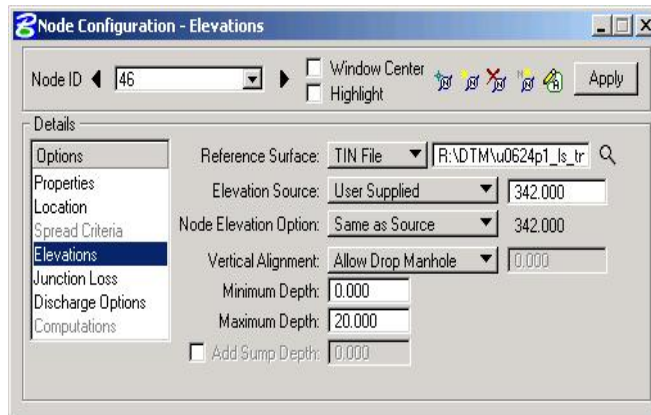 Node Configuration - Elevations
Node ID 46 Window Center Apply
Highlight
Details
Options
Properties
Location
Spread Criteria
Elevations
Junction Loss
Discharge Options
Computations
Reference Surface: TIN File R:\DTM\u0624p1_ls_tr
Elevation Source: User Supplied 342.000
Node Elevation Option: Same as Source 342.000
Vertical Alignment: Allow Drop Manhole 0.000
Minimum Depth: 0.000
Maximum Depth: 20.000
Add Sump Depth: 0.000